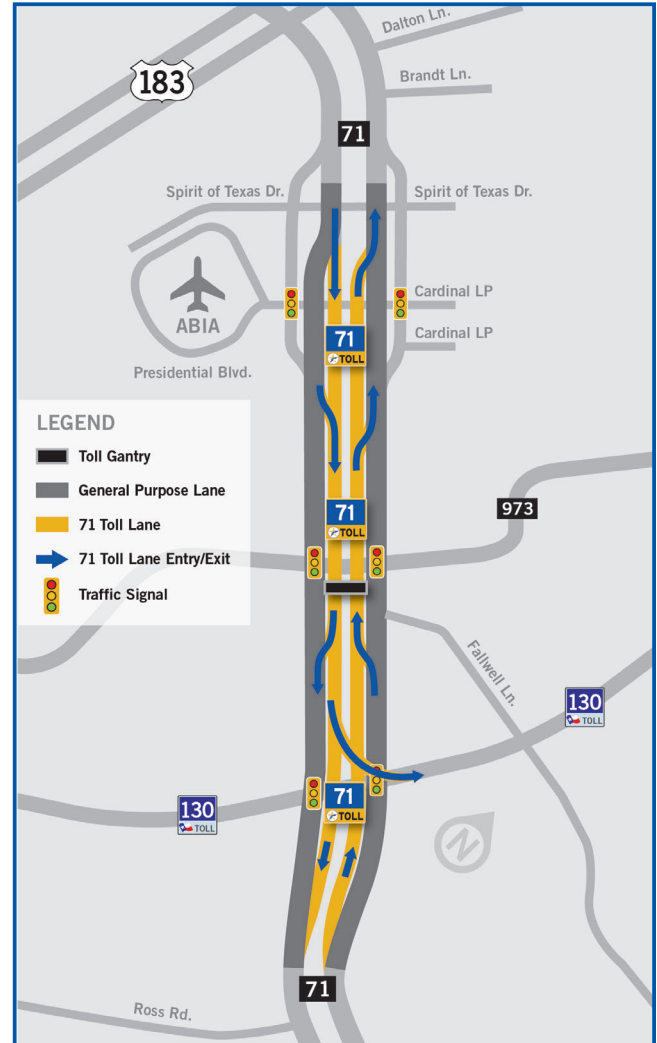 Dalton Ln.
183
Brandt Ln.
71
Spirit of Texas Dr.
Spirit of Texas Dr.
Cardinal LP
ABIA
71
TOLL
Cardinal LP
Presidential Blvd.
LEGEND
Toll Gantry
General Purpose Lane
71 Toll Lane
71 Toll Lane Entry/Exit
Traffic Signal
71
TOLL
973
Fallwell Ln.
130
TOLL
130
TOLL
71
TOLL
N
71
Ross Rd.